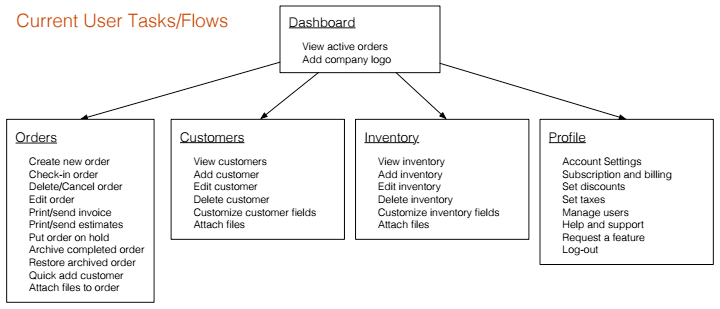 Current User Tasks/Flows
Dashboard
View active orders
Add company logo
Orders
Create new order
Check-in order
Delete/Cancel order
Edit order
Print/send invoice
Print/send estimates
Put order on hold
Archive completed order
Restore archived order
Quick add customer
Attach files to order
Customers
View customers
Add customer
Edit customer
Delete customer
Customize customer fields
Attach files
Inventory
View inventory
Add inventory
Edit inventory
Delete inventory
Customize inventory fields
Attach files
Profile
Account Settings
Subscription and billing
Set discounts
Set taxes
Manage users
Help and support
Request a feature
Log-out